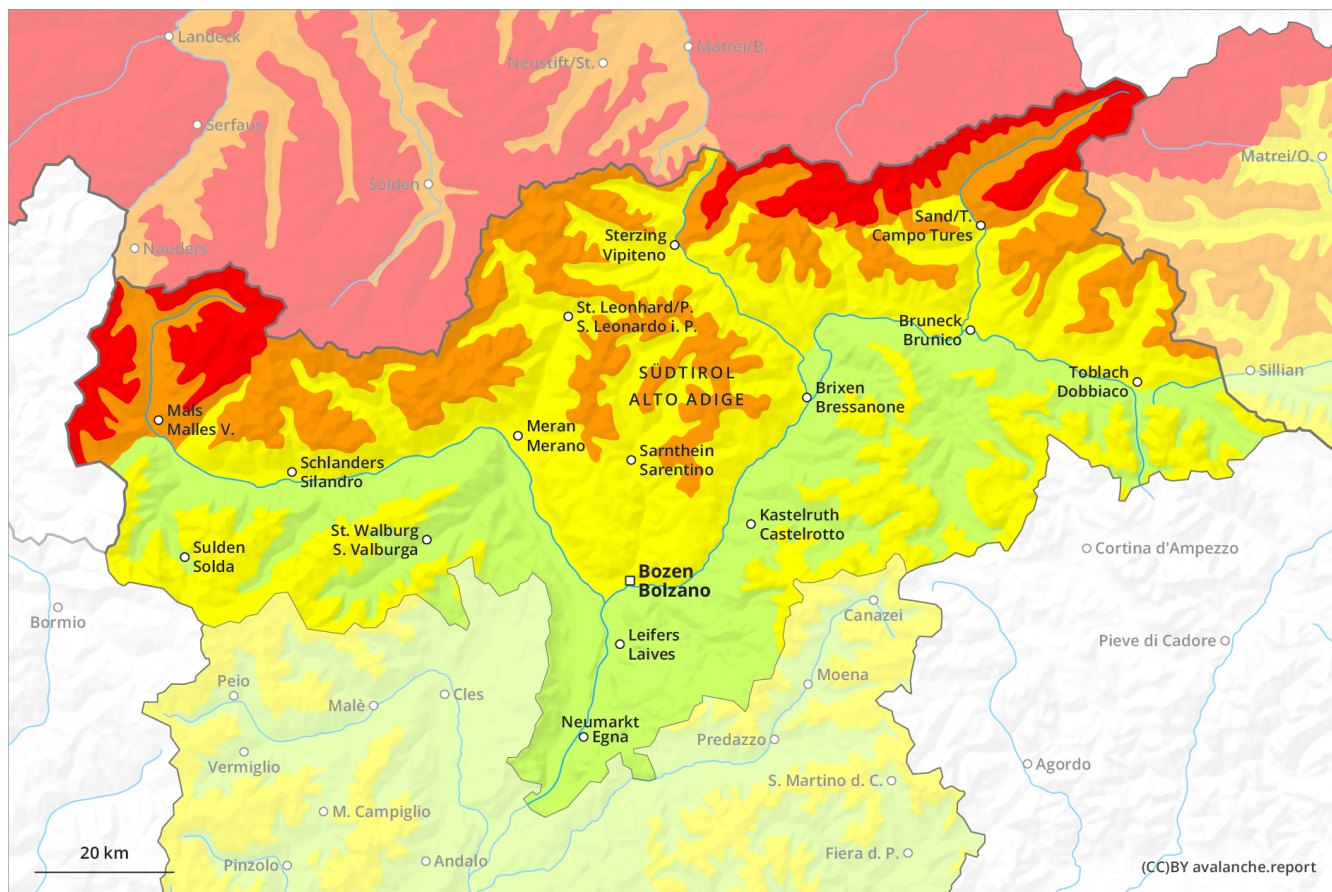 Landeck
Matrei/B.
Neustift/St.
Serfaus
Matrei/O.
Sölden
Sand/T.
Campo Tures
Sterzing
Vipiteno
Nauders
St. Leonhard/P.
S. Leonardo i. P.
Bruneck
Brunico
SÜDTIROL
ALTO ADIGE
Toblach
Dobbiaco
Sillian
Brixen
Bressanone
Mals
Malles V.
Meran
Merano
Schlanders
Silandro
Sarnthein
Sarentino
Kastelruth
Castelrotto
St. Walburg
S. Valburga
Sulden
Solda
Cortina d'Ampezzo
Bozen
Bolzano
Bormio
Canazei
Leifers
Laives
Pieve di Cadore
Peio
Moena
Malè
Cles
Neumarkt
Egna
Predazzo
Vermiglio
Agordo
S. Martino d. C.
M. Campiglio
20 km
Pinzolo
Andalo
Fiera d. P.
(CC)BY avalanche.report